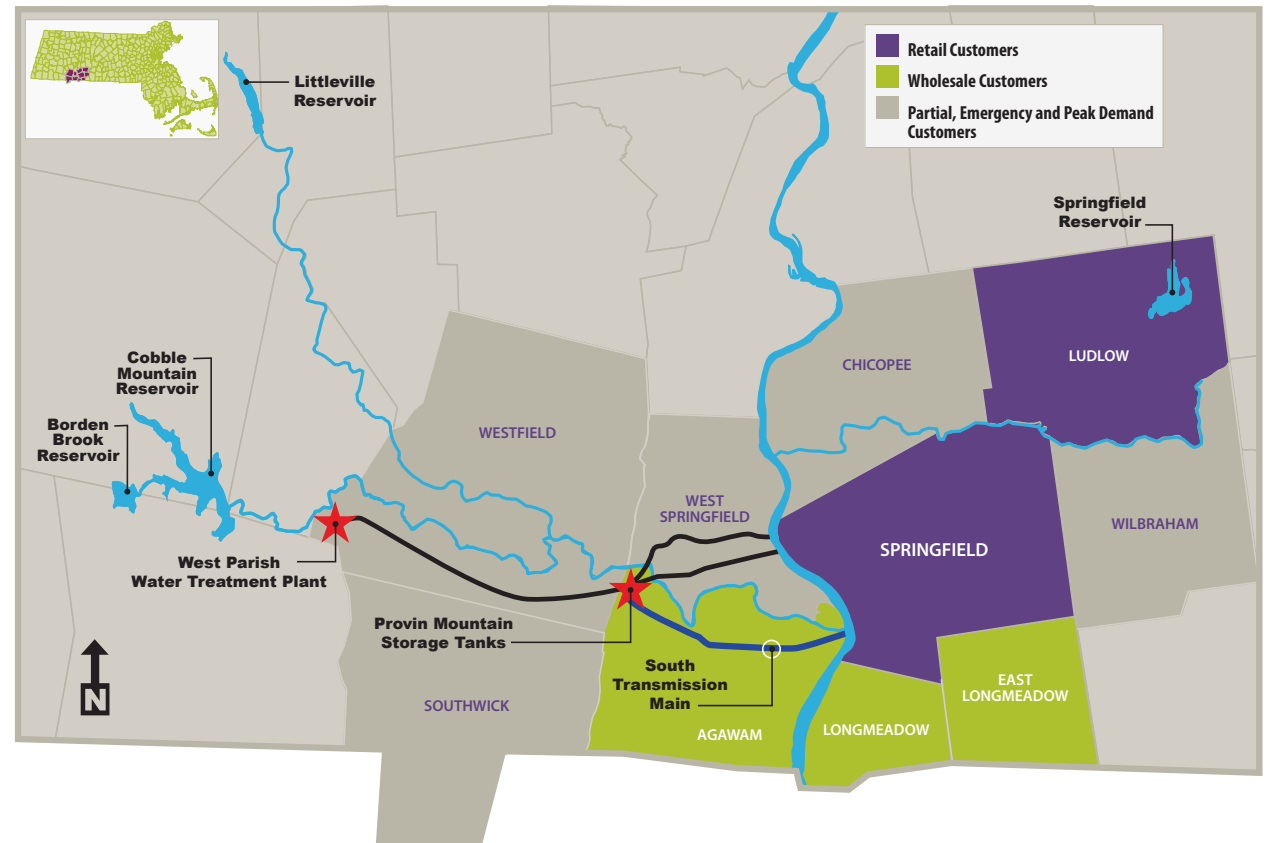 Retail Customers
Wholesale Customers
Partial, Emergency and Peak Demand
Customers
Littleville
Reservoir
Springfield
Reservoir
Cobble
Mountain
Reservoir
Borden
Brook
Reservoir
CHICOPEE
LUDLOW
WESTFIELD
WEST
SPRINGFIELD
SPRINGFIELD
WILBRAHAM
West Parish
Water Treatment Plant
Provin Mountain
Storage Tanks
South
Transmission
Main
SOUTHWICK
AGAWAM
LONGMEADOW
EAST
LONGMEADOW
N